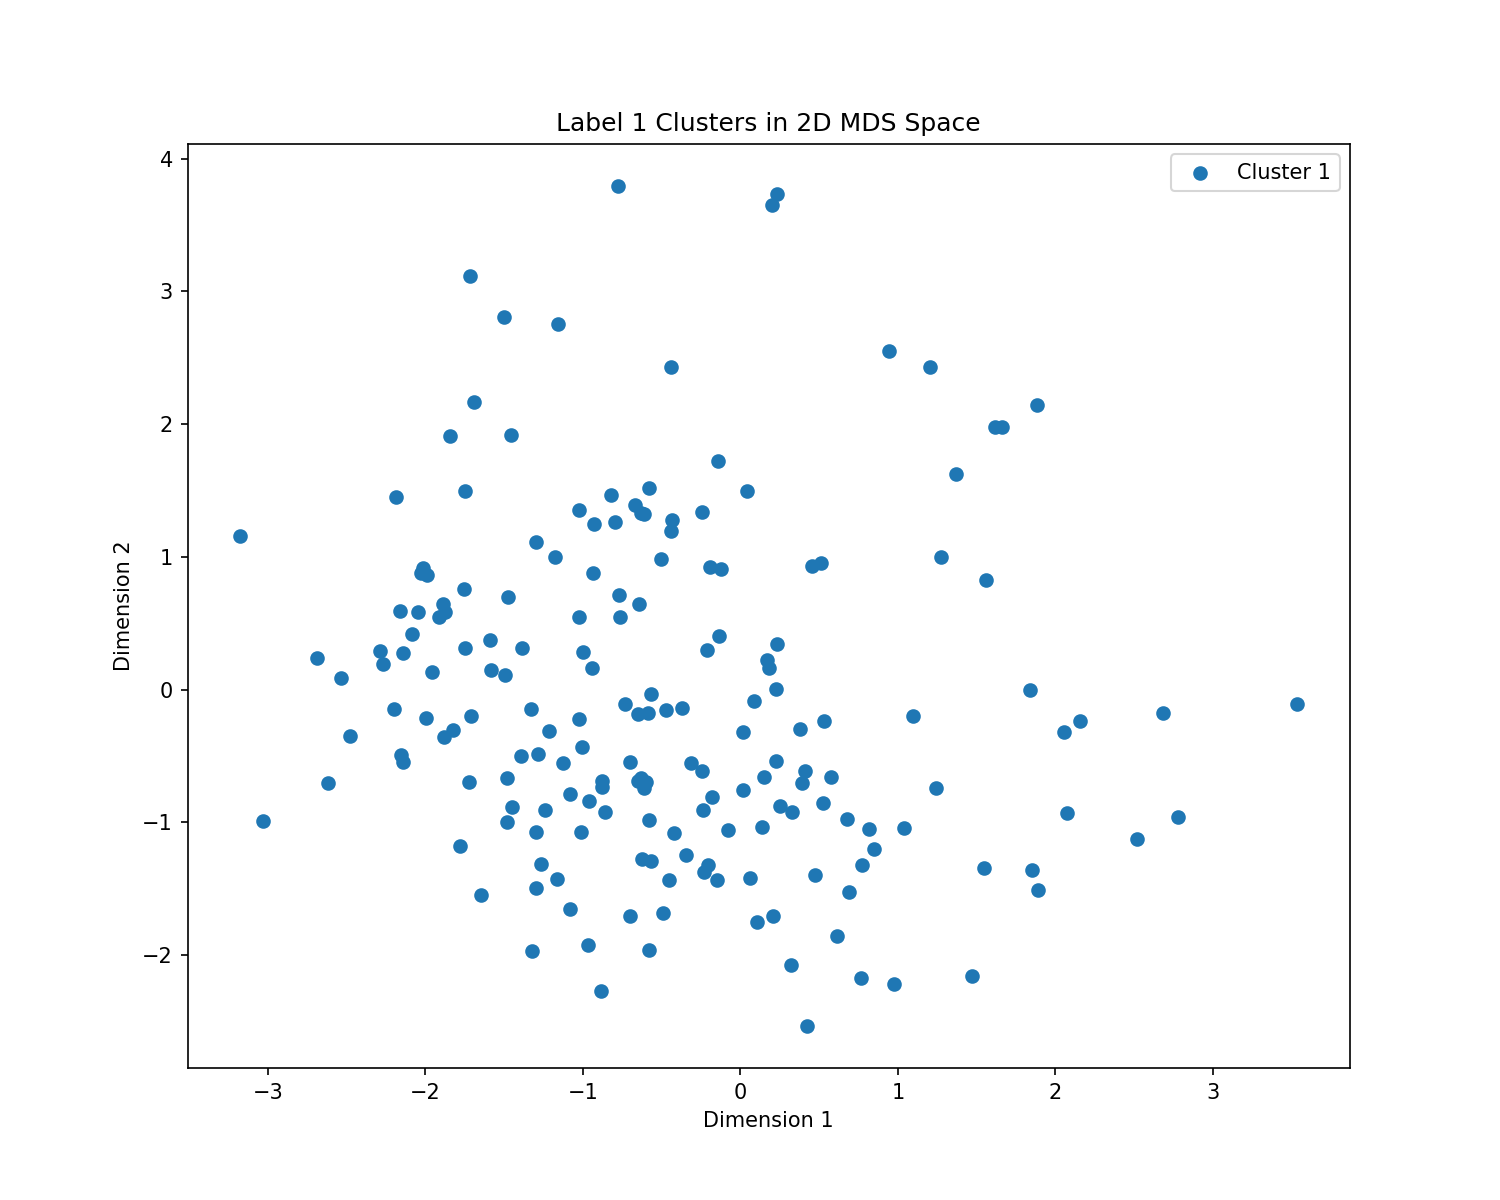 Label 1 Clusters in 2D MDS Space
Cluster 1
4
3
2
1
0
−1
−2
Dimension 2
−3 −2 −1 0 1 2 3
Dimension 1